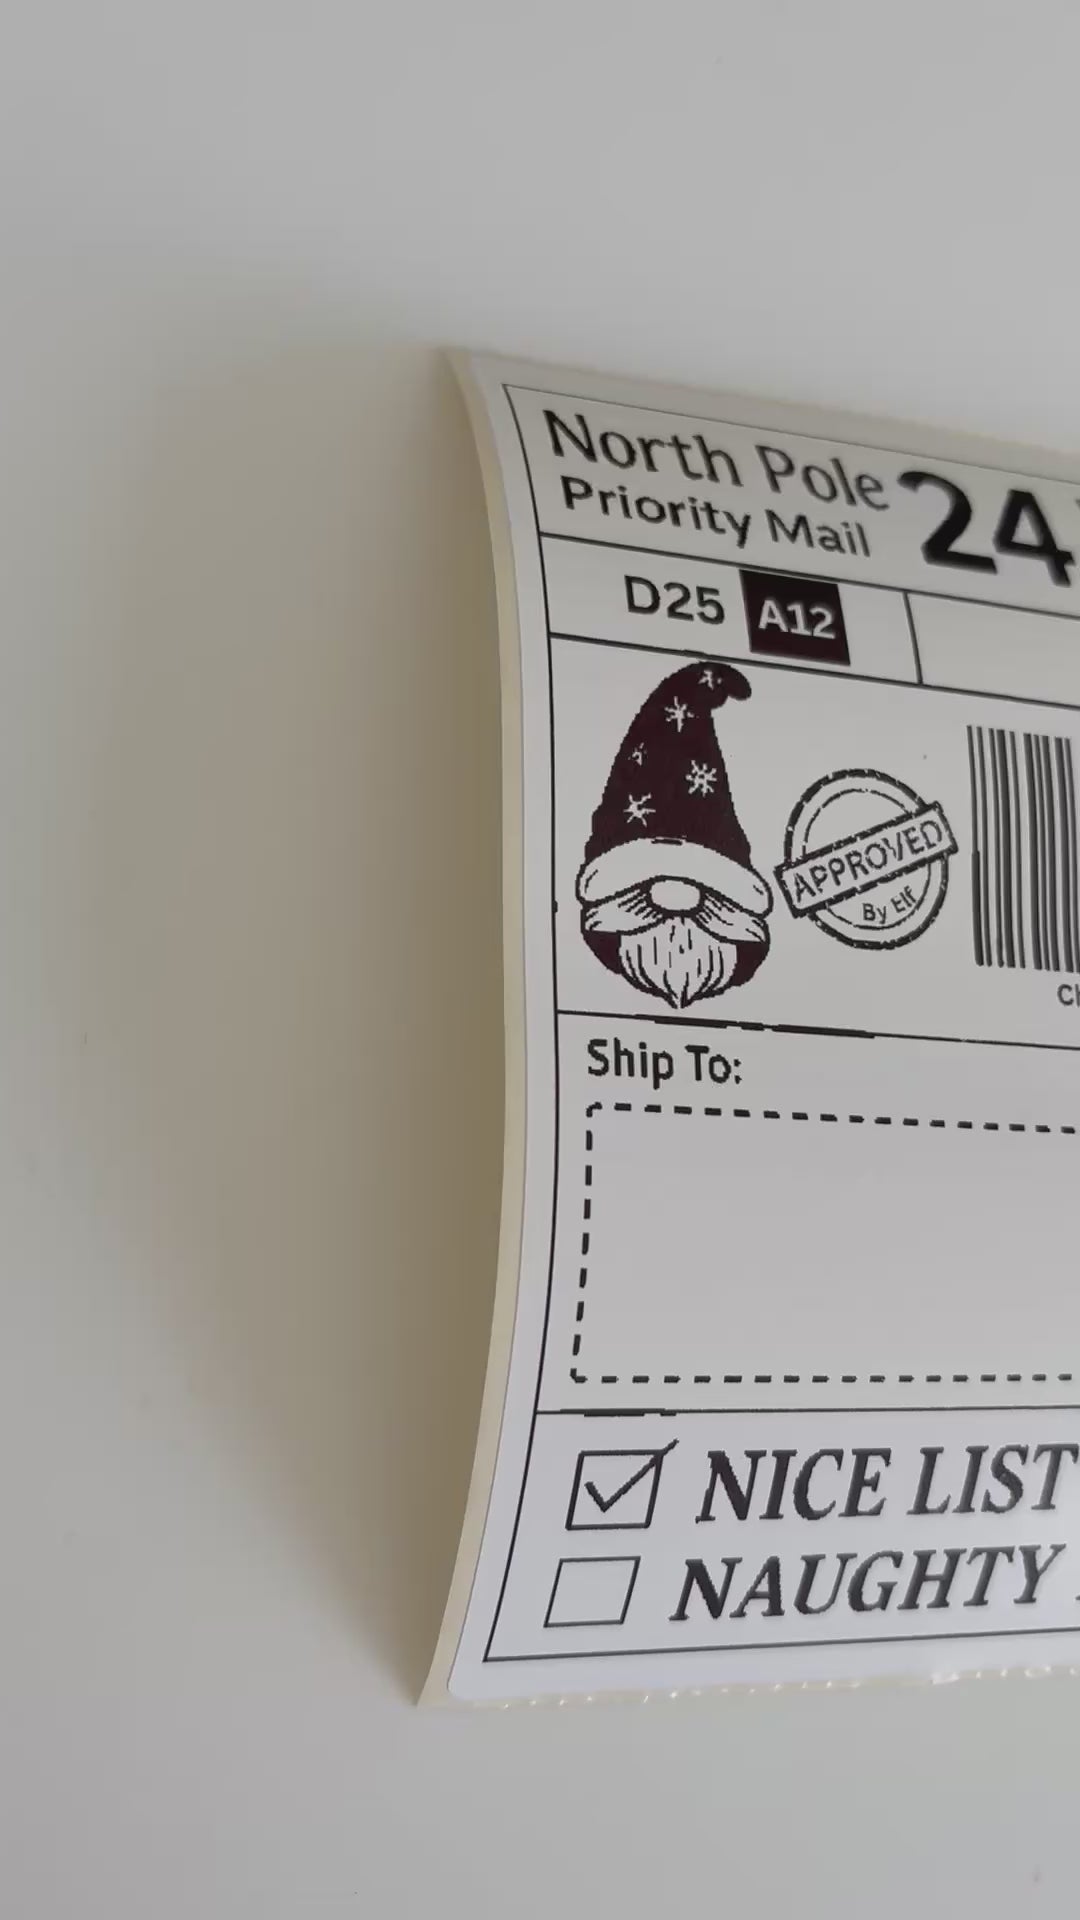 North Pole
Priority Mail
24
D25 A12
APPROVED
By Elf
Ship To:
NICE LIST
NAUGHTY